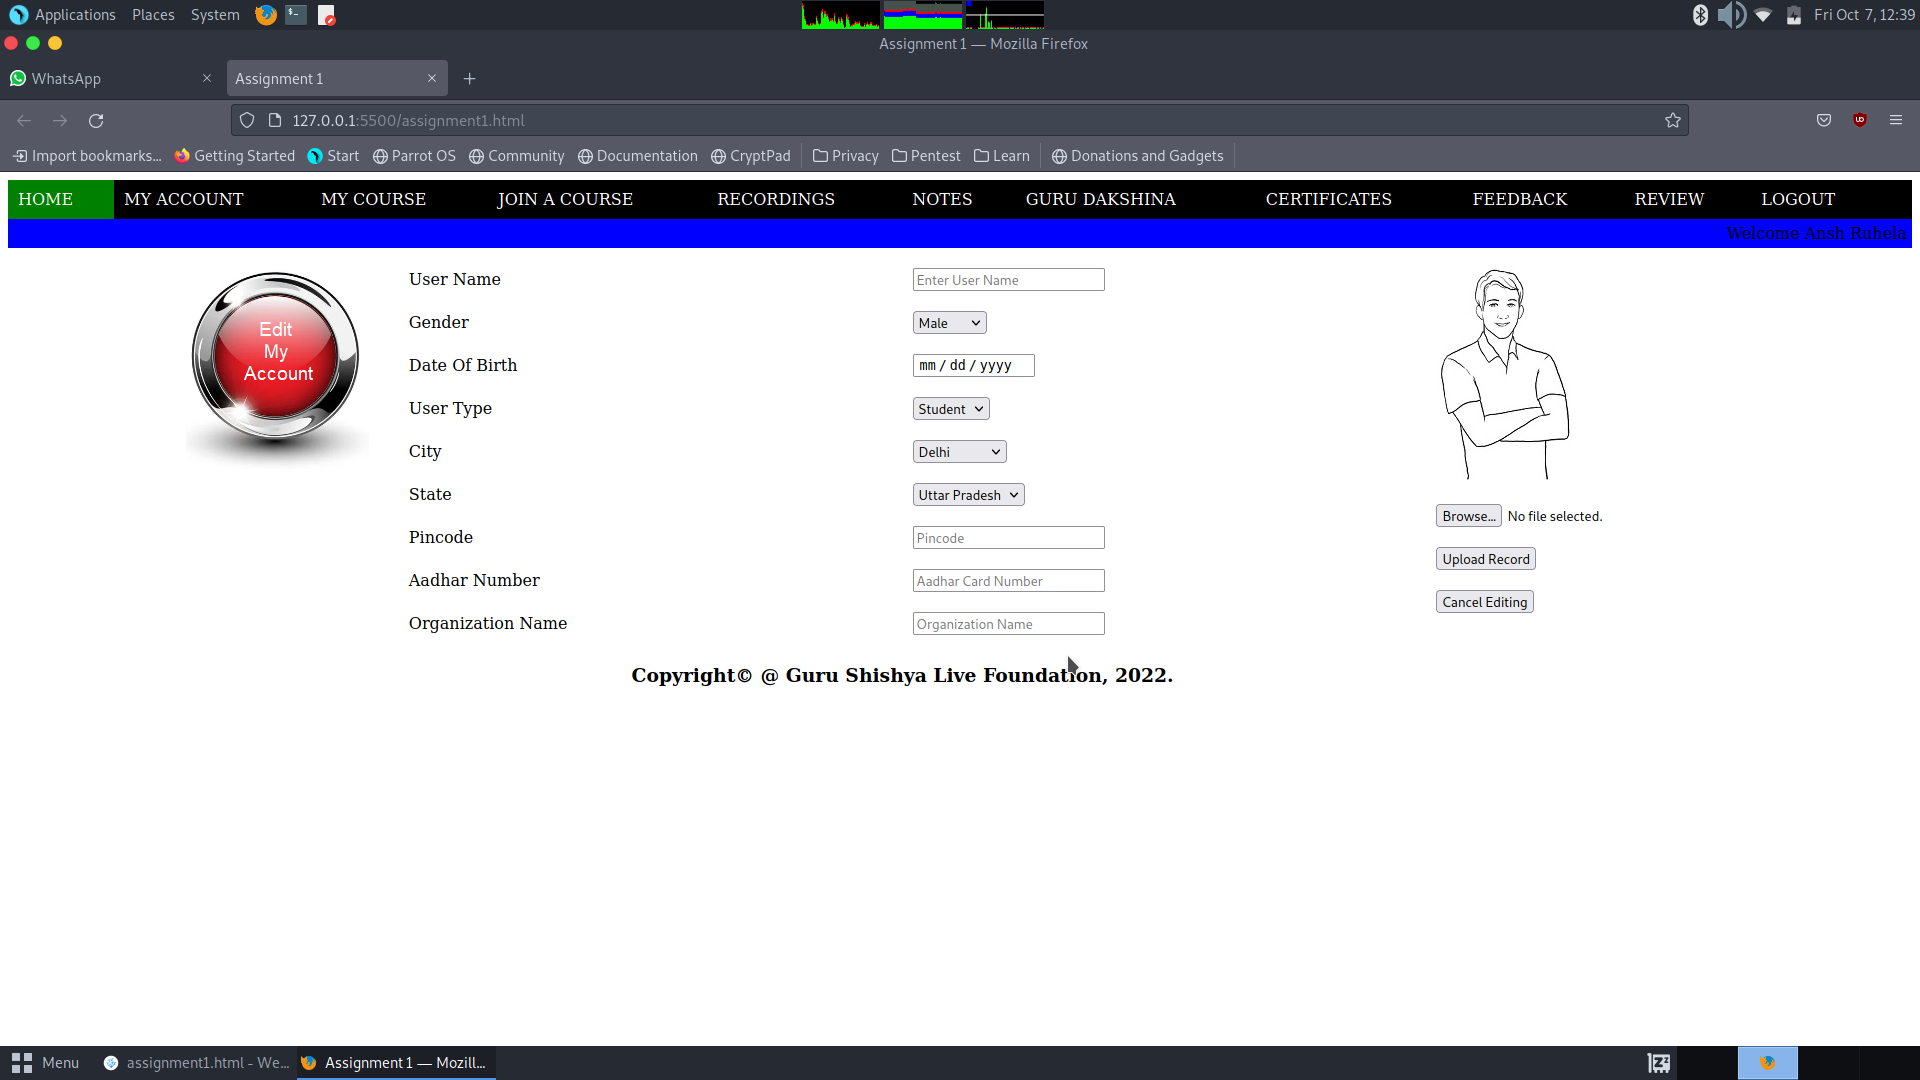 Applications Places System Fri Oct 7, 12:39
Assignment 1 — Mozilla Firefox
WhatsApp Assignment 1
127.0.0.1:5500/assignment1.html
Import bookmarks... Getting Started Start Parrot OS Community Documentation CryptPad Privacy Pentest Learn Donations and Gadgets
HOME MY ACCOUNT MY COURSE JOIN A COURSE RECORDINGS NOTES GURU DAKSHINA CERTIFICATES FEEDBACK REVIEW LOGOUT
Welcome Ansh Ruhela
Edit
My
Account
User Name Enter User Name
Gender Male
Date Of Birth mm / dd / yyyy
User Type Student
City Delhi
State Uttar Pradesh
Pincode Pincode
Aadhar Number Aadhar Card Number
Organization Name Organization Name
Browse... No file selected.
Upload Record
Cancel Editing
Copyright© @ Guru Shishya Live Foundation, 2022.
Menu assignment1.html - We... Assignment 1 — Mozill...